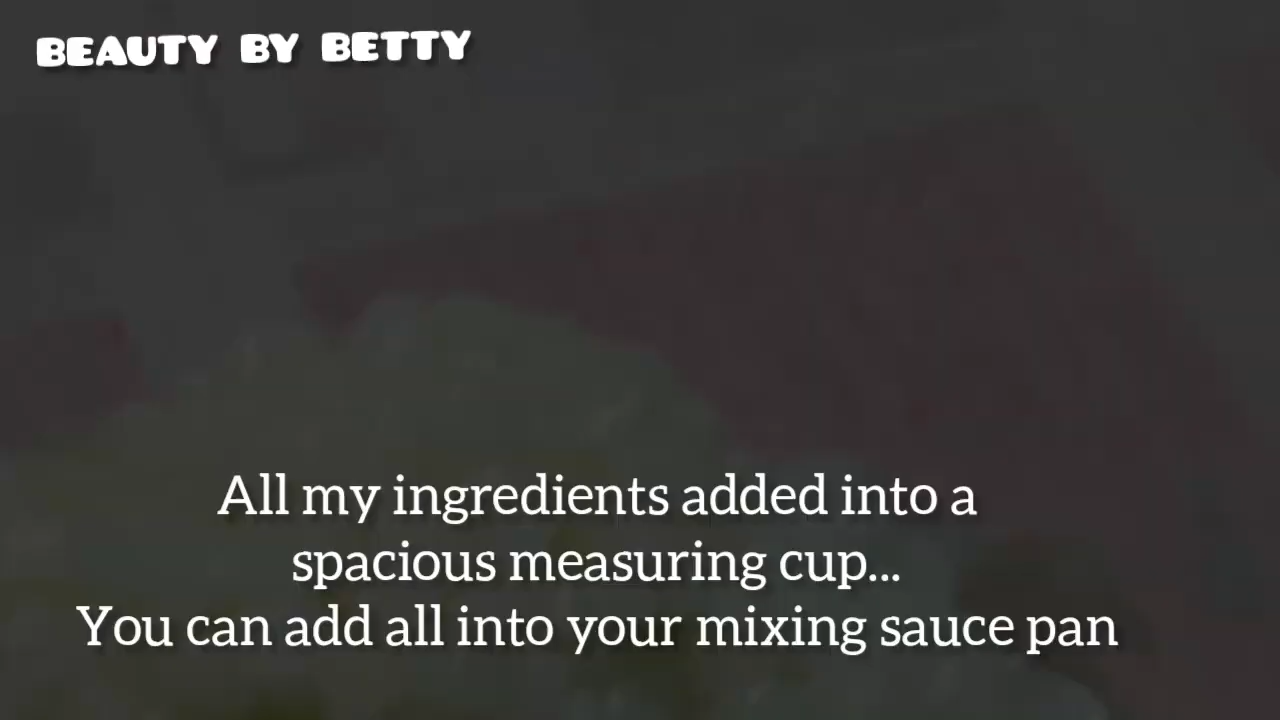 BEAUTY BY BETTY
All my ingredients added into a
spacious measuring cup...
You can add all into your mixing sauce pan